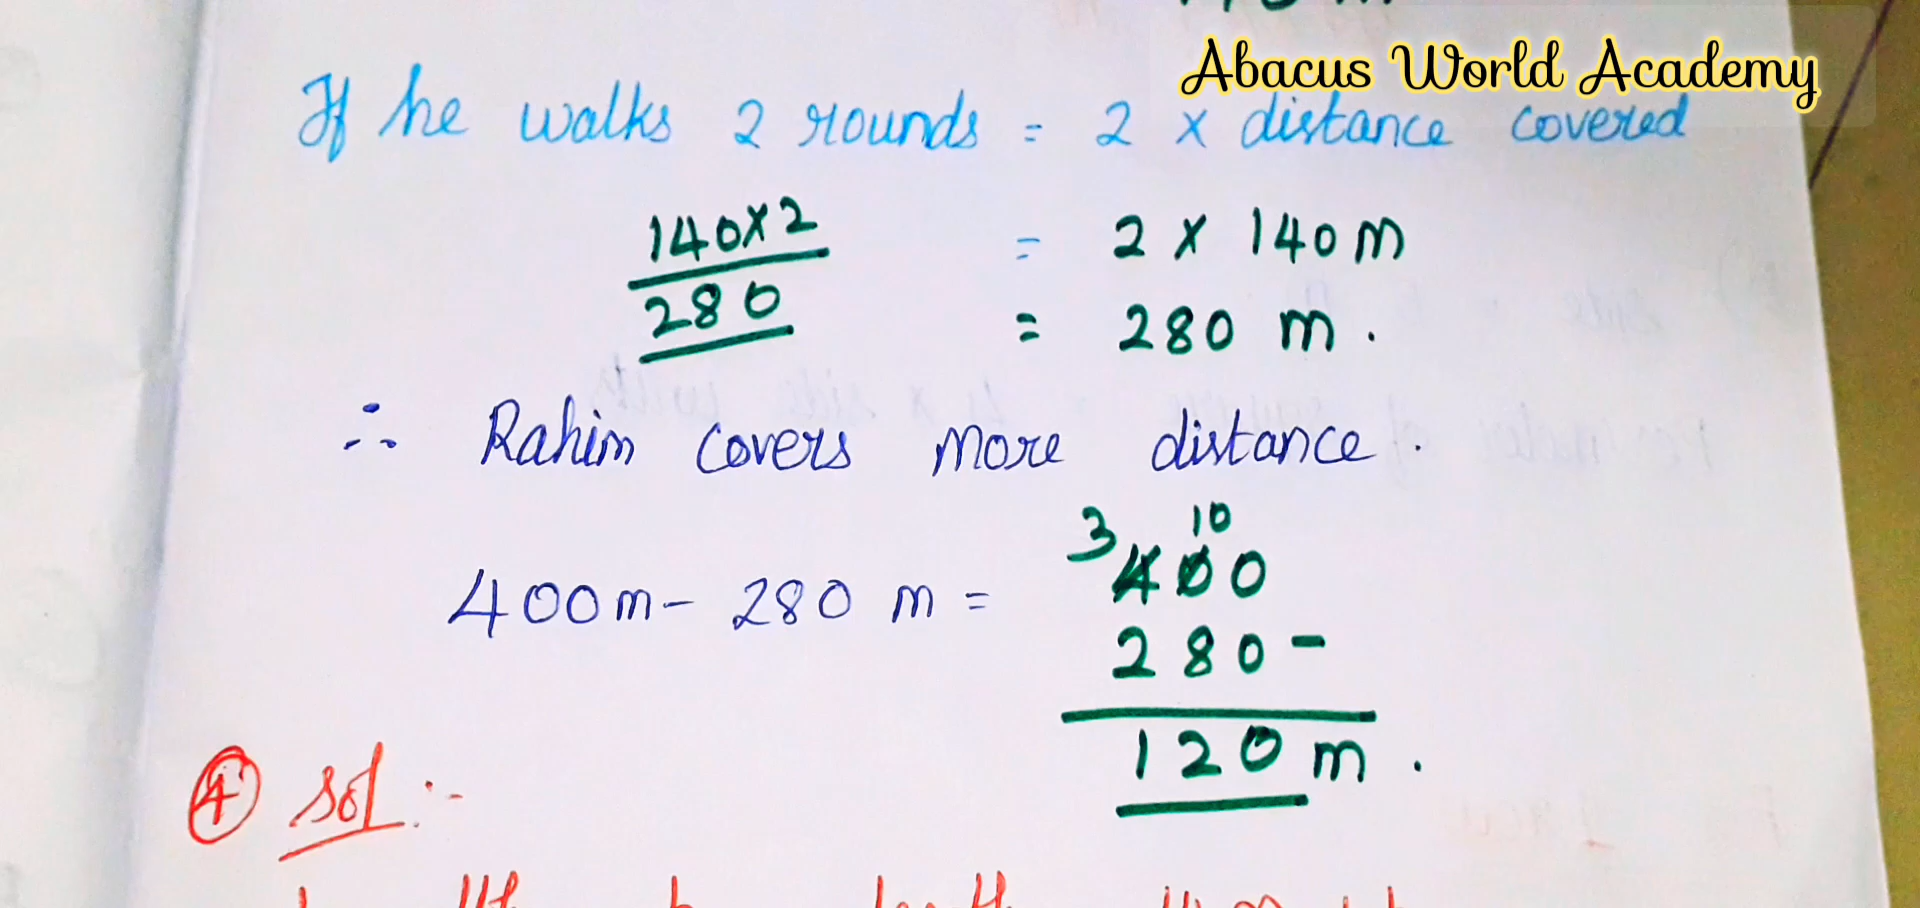 Abacus World Academy
If he walks 2 rounds = 2 x distance covered
140x2 = 2 x 140 m
280 = 280 m.
∴ Rahim covers more distance.
3 10
400m - 280 m = 400
280 -
120 m.
4 Sol :-